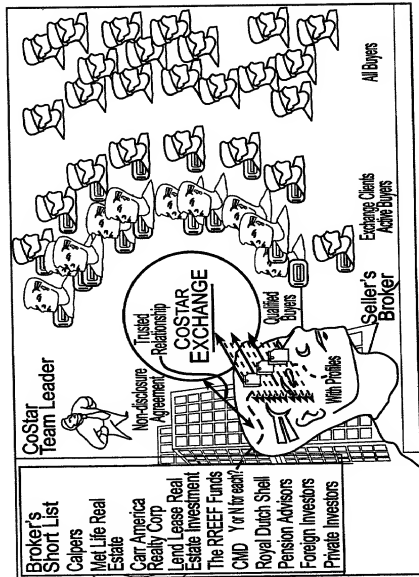 Broker's
Short List
Calpers
Met Life Real
Estate
Carr America
Realty Corp
Lend Lease Real
Estate Investment
The RREEF Funds
CMD Y or N for each?
Royal Dutch Shell
Pension Advisors
Foreign Investors
Private Investors
CoStar
Team Leader
Non-disclosure
Agreement
Trusted
Relationship
COSTAR
EXCHANGE
Qualified
Buyers
With Profiles
Seller's
Broker
Exchange Clients
Active Buyers
All Buyers